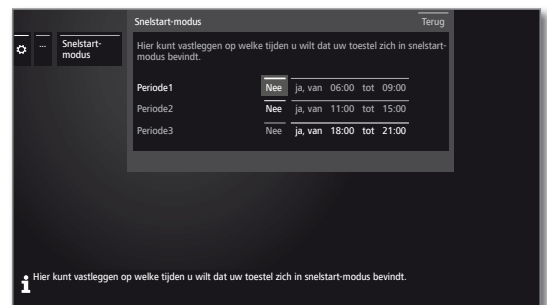 Snelstart-modus Terug
... Snelstart-
modus
Hier kunt vastleggen op welke tijden u wilt dat uw toestel zich in snelstart-
modus bevindt.
Periode1 Nee ja, van 06:00 tot 09:00
Periode2 Nee ja, van 11:00 tot 15:00
Periode3 Nee ja, van 18:00 tot 21:00
Hier kunt vastleggen op welke tijden u wilt dat uw toestel zich in snelstart-modus bevindt.